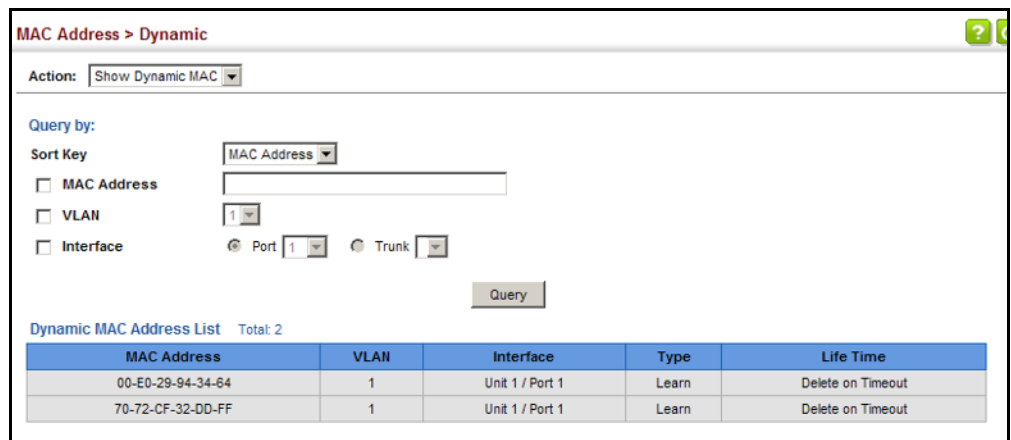 MAC Address > Dynamic ?
Action: Show Dynamic MAC
Query by:
Sort Key MAC Address
MAC Address
VLAN 1
Interface Port 1 Trunk
Query
Dynamic MAC Address List Total: 2
MAC Address VLAN Interface Type Life Time
00-E0-29-94-34-64 1 Unit 1 / Port 1 Learn Delete on Timeout
70-72-CF-32-DD-FF 1 Unit 1 / Port 1 Learn Delete on Timeout